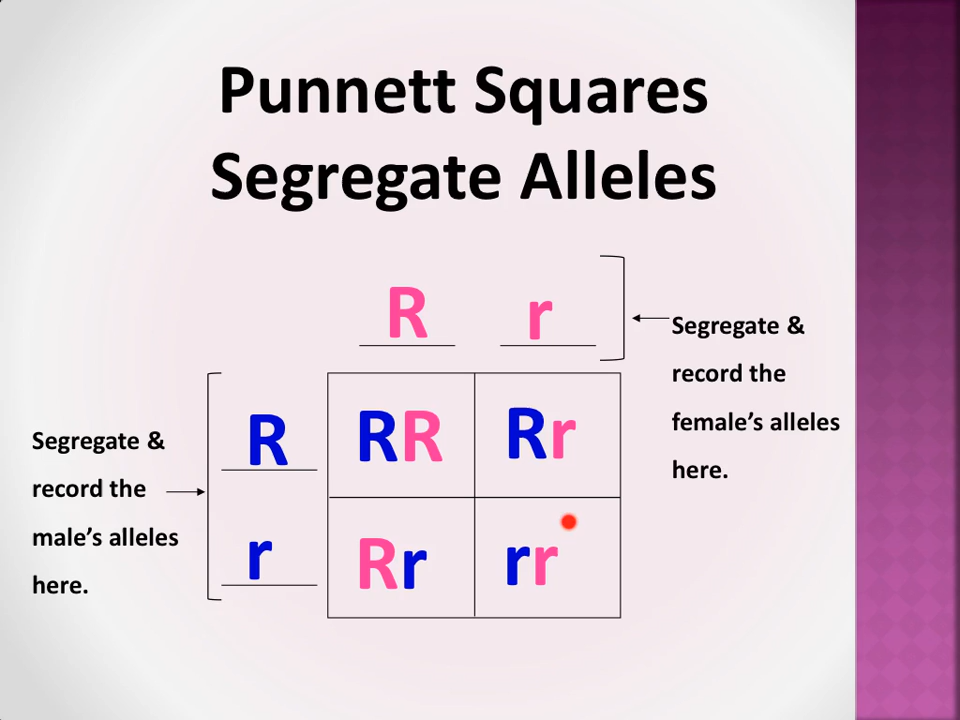 Punnett Squares
Segregate Alleles
R r
Segregate &
record the
female's alleles
here.
Segregate &
record the
male's alleles
here.
R RR Rr
r Rr rr